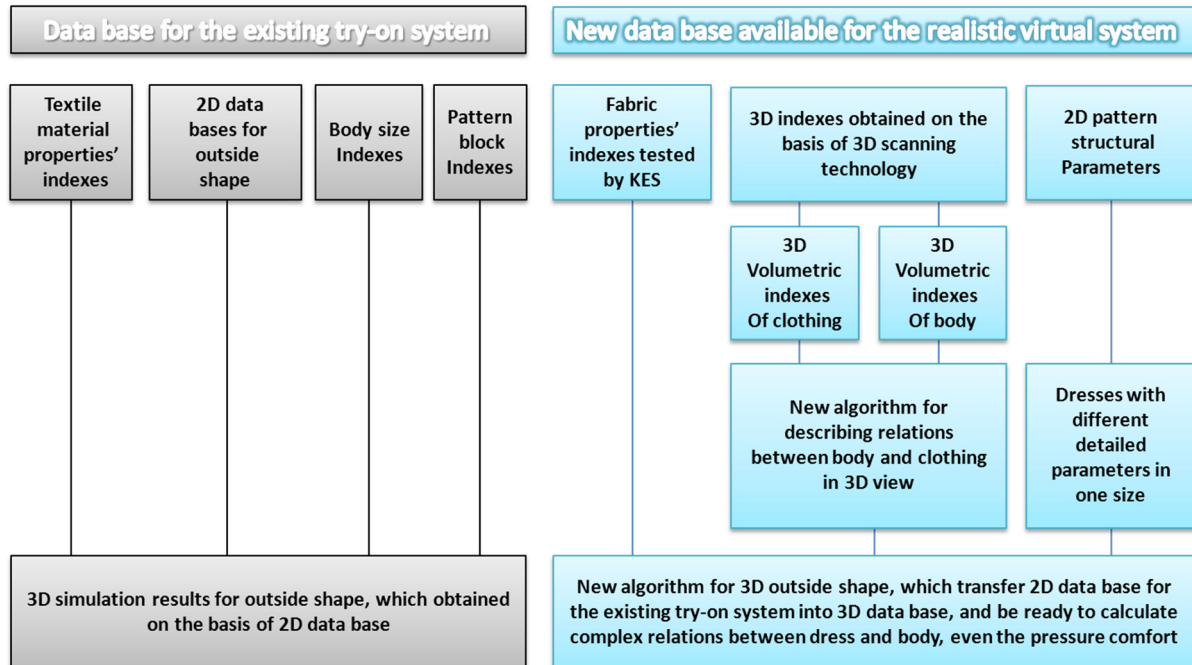 Data base for the existing try-on system
New data base available for the realistic virtual system
Textile
material
properties’
indexes
2D data
bases for
outside
shape
Body size
Indexes
Pattern
block
Indexes
Fabric
properties’
indexes tested
by KES
3D indexes obtained on the
basis of 3D scanning
technology
2D pattern
structural
Parameters
3D
Volumetric
indexes
Of clothing
3D
Volumetric
indexes
Of body
New algorithm for
describing relations
between body and clothing
in 3D view
Dresses with
different
detailed
parameters in
one size
3D simulation results for outside shape, which obtained
on the basis of 2D data base
New algorithm for 3D outside shape, which transfer 2D data base for
the existing try-on system into 3D data base, and be ready to calculate
complex relations between dress and body, even the pressure comfort